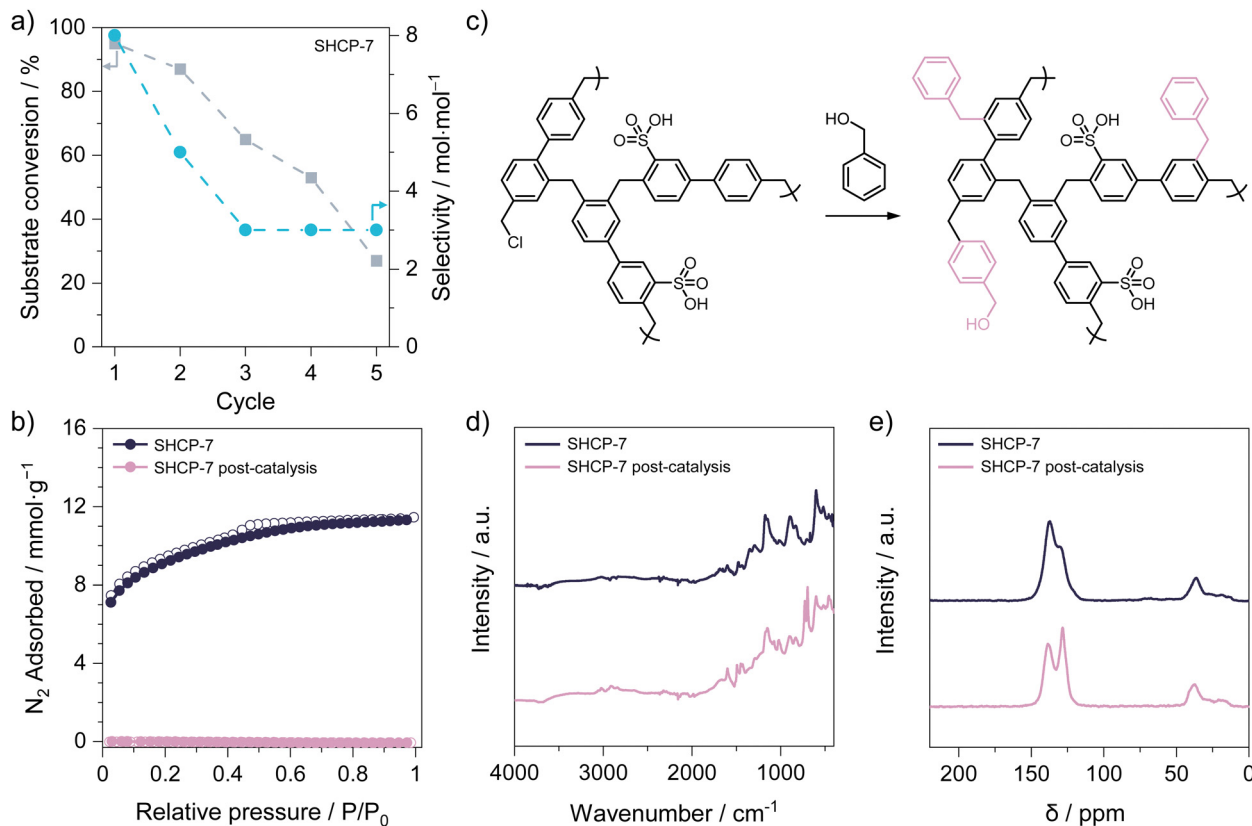 a)
SHCP-7
Substrate conversion / %
100
80
60
40
20
0
8
6
4
2
0
Selectivity / mol·mol⁻¹
1 2 3 4 5
Cycle
c)
O
OH
S
O
Cl
O
S
O
OH
HO
O
OH
S
O
O
S
O
OH
HO
b)
SHCP-7
SHCP-7 post-catalysis
N₂ Adsorbed / mmol·g⁻¹
16
12
8
4
0
0 0.2 0.4 0.6 0.8 1
Relative pressure / P/P₀
d)
SHCP-7
SHCP-7 post-catalysis
Intensity / a.u.
4000 3000 2000 1000
Wavenumber / cm⁻¹
e)
SHCP-7
SHCP-7 post-catalysis
Intensity / a.u.
200 150 100 50 0
δ / ppm